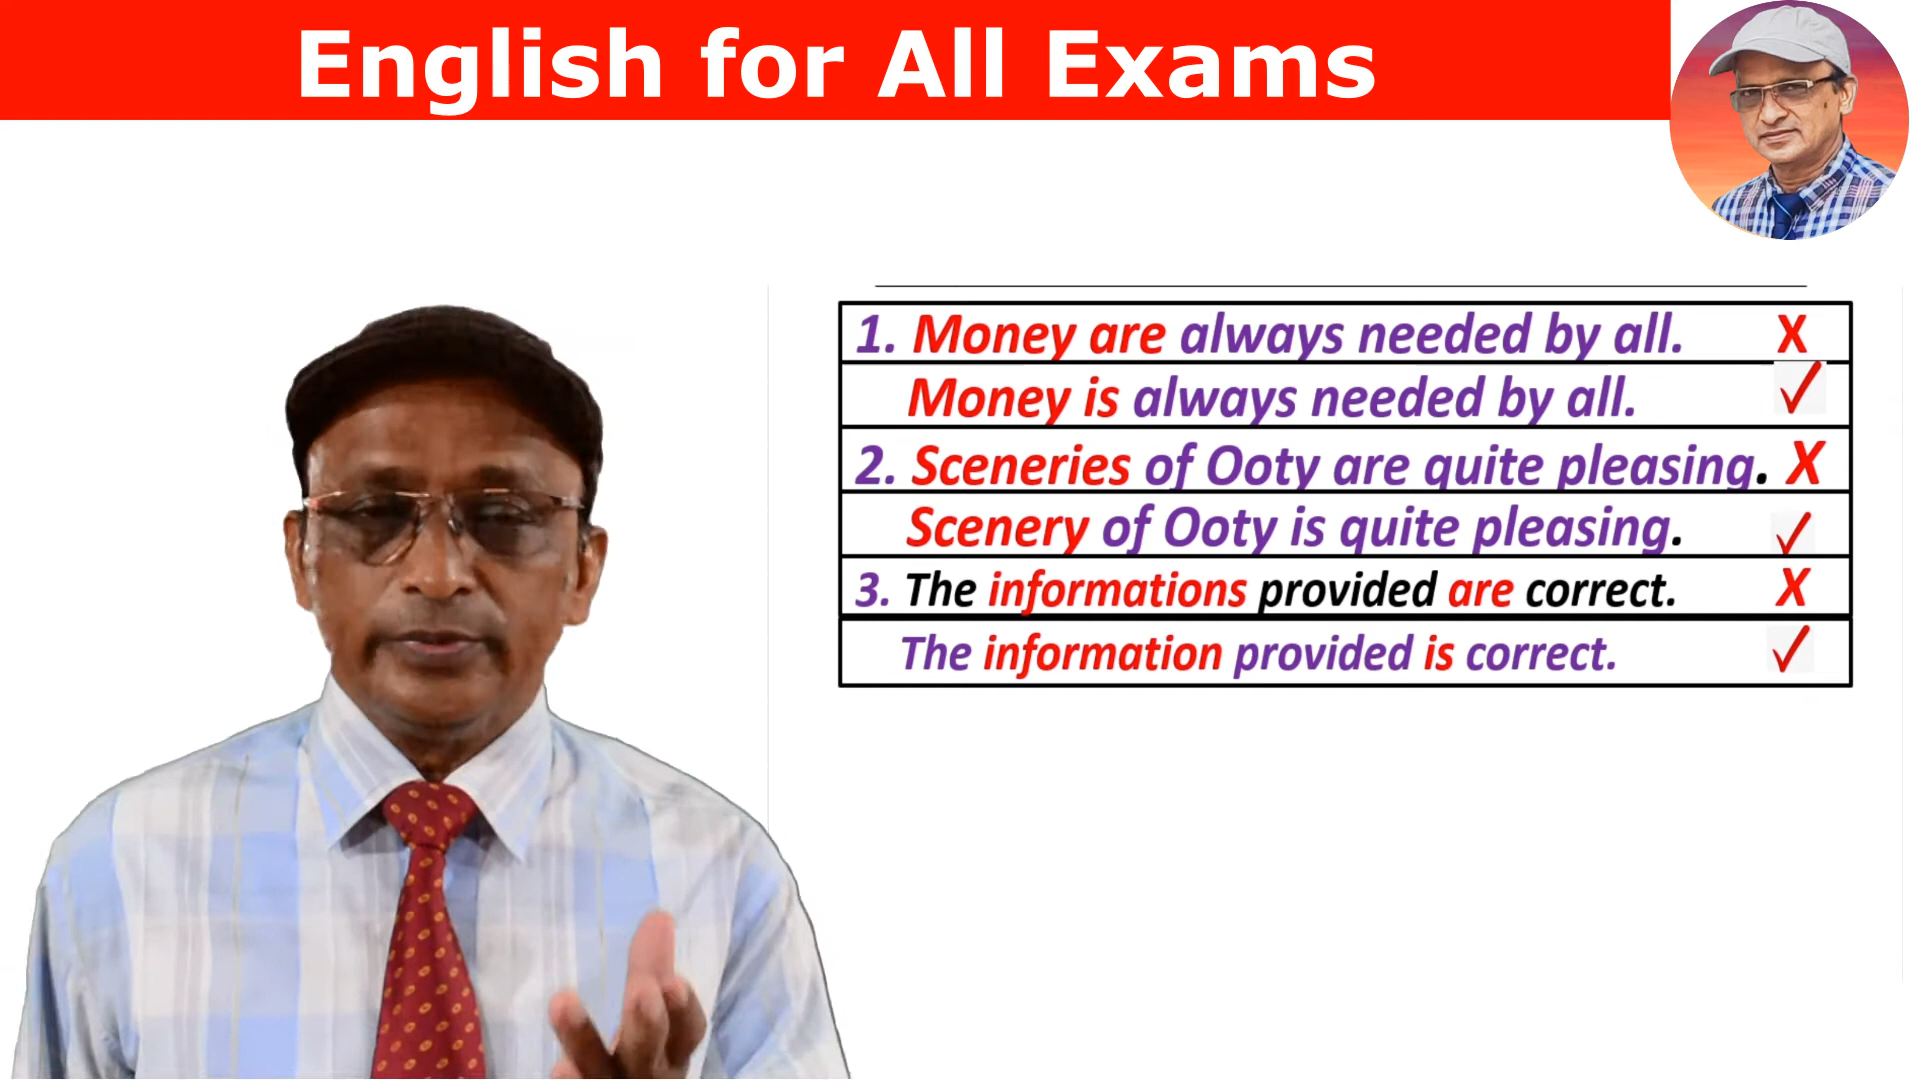 English for All Exams
1. Money are always needed by all. X
Money is always needed by all. ✓
2. Sceneries of Ooty are quite pleasing. X
Scenery of Ooty is quite pleasing. ✓
3. The informations provided are correct. X
The information provided is correct. ✓